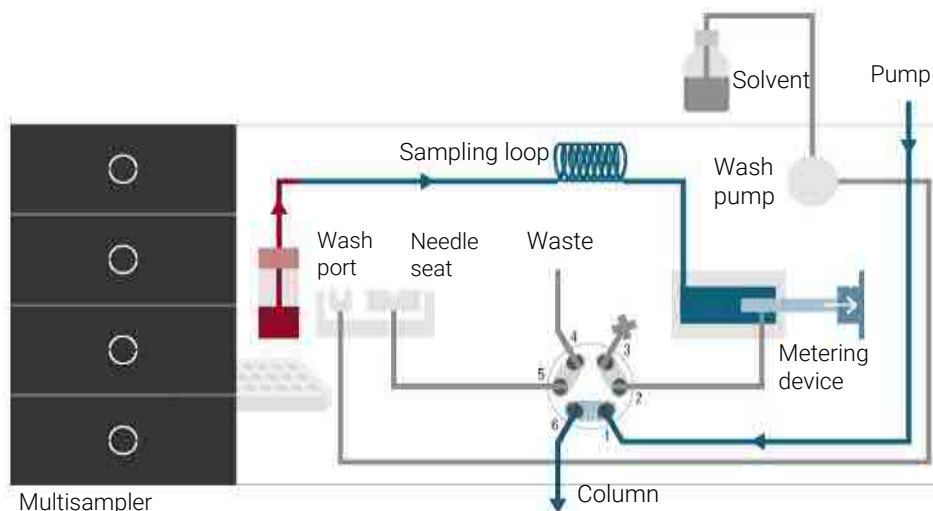 Solvent
Pump
Sampling loop
Wash
pump
Wash
port
Needle
seat
Waste
4
3
5
2
6
1
Metering
device
Column
Multisampler